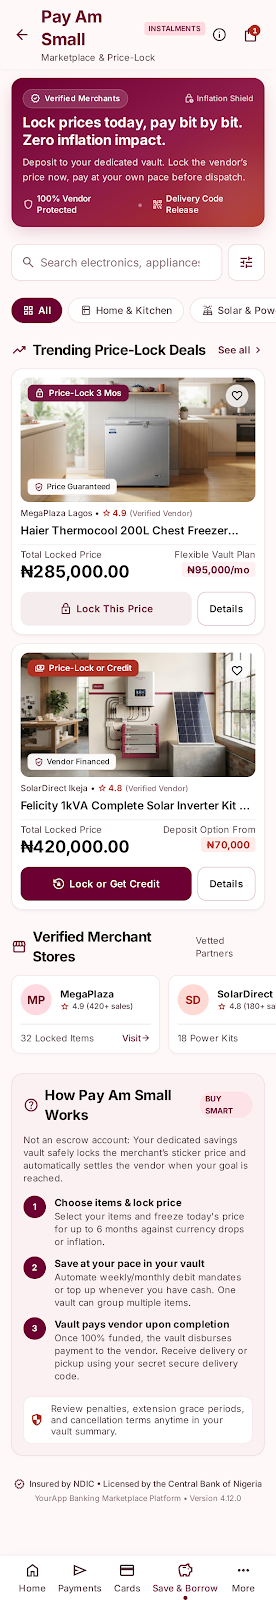 Pay Am
Small
INSTALMENTS
1
Marketplace & Price-Lock
Verified Merchants
Inflation Shield
Lock prices today, pay bit by bit.
Zero inflation impact.
Deposit to your dedicated vault. Lock the vendor's
price now, pay at your own pace before dispatch.
100% Vendor
Protected
Delivery Code
Release
Search electronics, appliances
All
Home & Kitchen
Solar & Pow
Trending Price-Lock Deals
See all
Price-Lock 3 Mos
Price Guaranteed
MegaPlaza Lagos • 4.9 (Verified Vendor)
Haier Thermocool 200L Chest Freezer...
Total Locked Price
Flexible Vault Plan
₦285,000.00
₦95,000/mo
Lock This Price
Details
Price-Lock or Credit
Vendor Financed
SolarDirect Ikeja • 4.8 (Verified Vendor)
Felicity 1kVA Complete Solar Inverter Kit ...
Total Locked Price
Deposit Option From
₦420,000.00
₦70,000
Lock or Get Credit
Details
Verified Merchant
Stores
Vetted
Partners
MP
MegaPlaza
4.9 (420+ sales)
32 Locked Items
Visit→
SD
SolarDirect
4.8 (180+ sal
18 Power Kits
How Pay Am Small
Works
BUY
SMART
Not an escrow account: Your dedicated savings
vault safely locks the merchant's sticker price and
automatically settles the vendor when your goal is
reached.
1
Choose items & lock price
Select your items and freeze today's price
for up to 6 months against currency drops
or inflation.
2
Save at your pace in your vault
Automate weekly/monthly debit mandates
or top up whenever you have cash. One
vault can group multiple items.
3
Vault pays vendor upon completion
Once 100% funded, the vault disburses
payment to the vendor. Receive delivery or
pickup using your secret secure delivery
code.
Review penalties, extension grace periods,
and cancellation terms anytime in your
vault summary.
Insured by NDIC • Licensed by the Central Bank of Nigeria
YourApp Banking Marketplace Platform • Version 4.12.0
Home
Payments
Cards
Save & Borrow
More